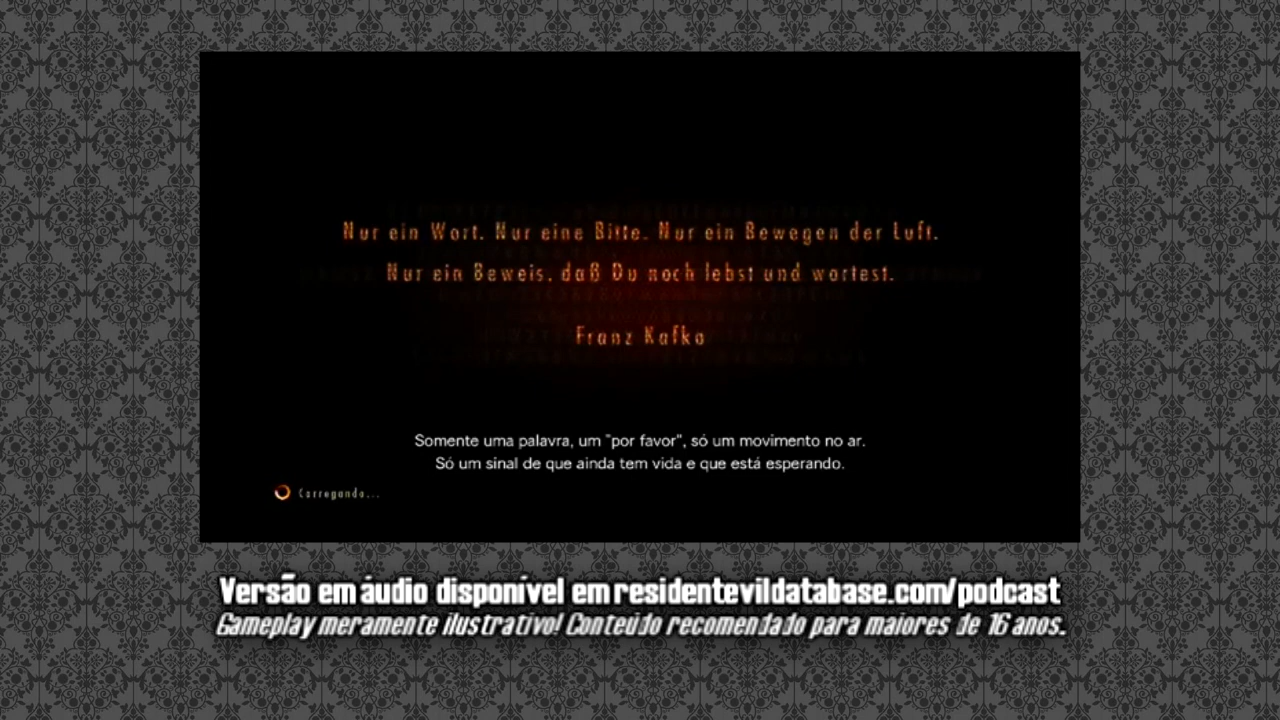 Nur ein Wort. Nur eine Bitte. Nur ein Bewegen der Luft.
Nur ein Beweis, daß Du noch lebst und wartest.
Franz Kafka
Somente uma palavra, um "por favor", só um movimento no ar.
Só um sinal de que ainda tem vida e que está esperando.
Carregando...
Versão em áudio disponível em residentevildatabase.com/podcast
Gameplay meramente ilustrativo! Conteúdo recomendado para maiores de 16 anos.